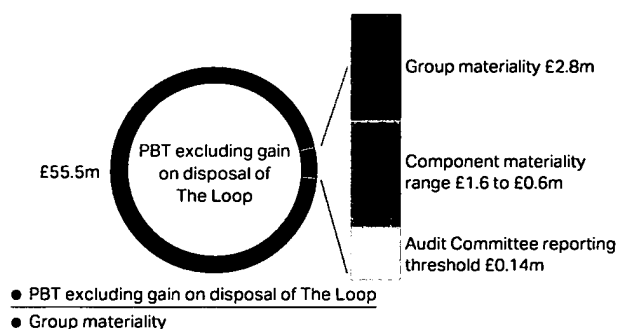 Group materiality £2.8m
PBT excluding gain
on disposal of
The Loop
£55.5m
Component materiality
range £1.6 to £0.6m
Audit Committee reporting
threshold £0.14m
● PBT excluding gain on disposal of The Loop
● Group materiality